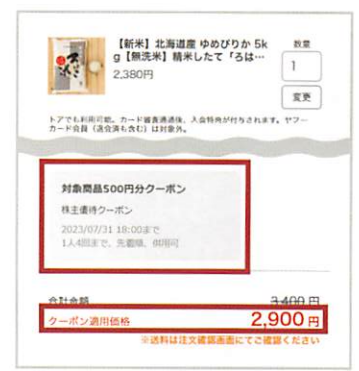 【新米】北海道産 ゆめぴりか 5k
g【無洗米】精米したて「ろは…
2,380円
数量
1
変更
トアでも利用可能。カード審査通過後、入会特典が付与されます。ヤフー
カード会員（退会済も含む）は対象外。
対象商品500円分クーポン
株主優待クーポン
2023/07/31 18:00まで
1人4回まで、先着順、併用可
合計金額
3,400 円
クーポン適用価格
2,900 円
※送料は注文確認画面にてご確認ください